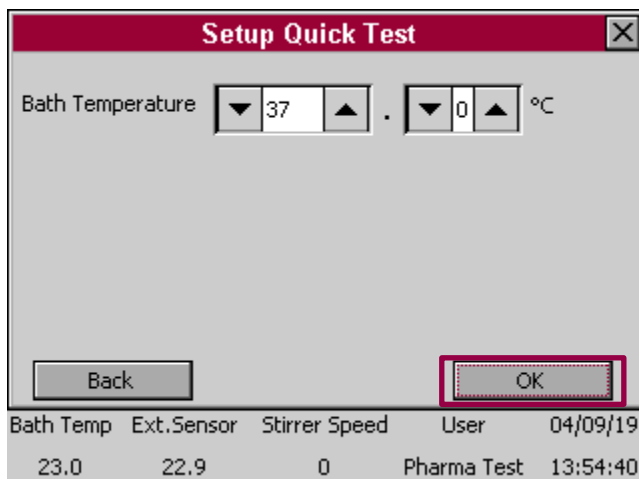 Setup Quick Test
Bath Temperature 37 . 0 °C
Back OK
Bath Temp Ext.Sensor Stirrer Speed User 04/09/19
23.0 22.9 0 Pharma Test 13:54:40